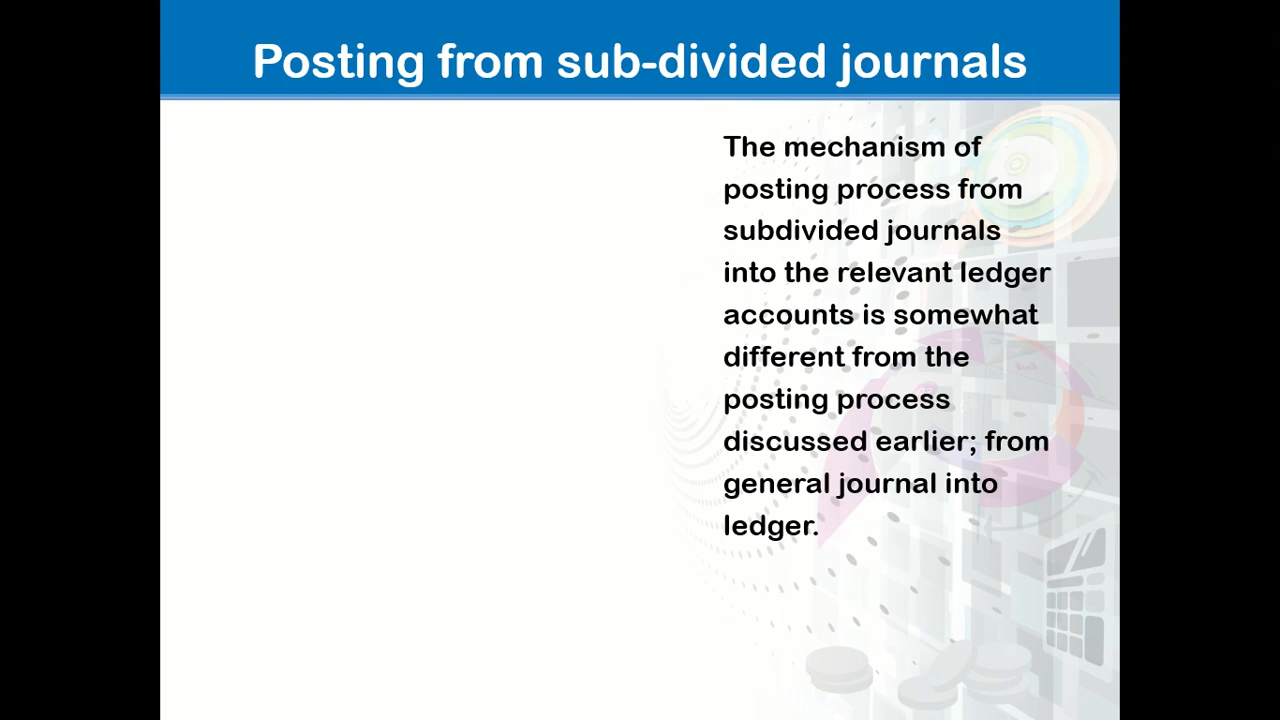 Posting from sub-divided journals
The mechanism of
posting process from
subdivided journals
into the relevant ledger
accounts is somewhat
different from the
posting process
discussed earlier; from
general journal into
ledger.